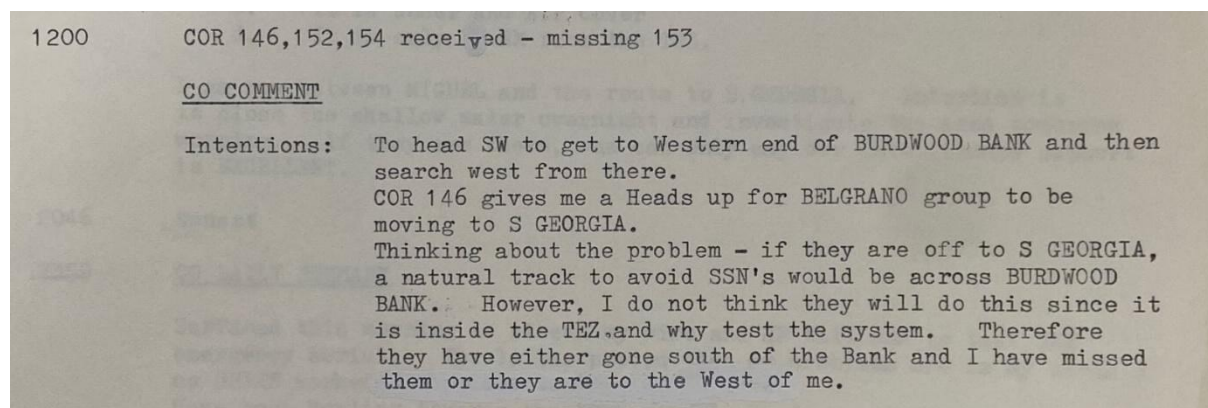 1200 COR 146,152,154 received - missing 153
CO COMMENT
Intentions: To head SW to get to Western end of BURDWOOD BANK and then
search west from there.
COR 146 gives me a Heads up for BELGRANO group to be
moving to S GEORGIA.
Thinking about the problem - if they are off to S GEORGIA,
a natural track to avoid SSN's would be across BURDWOOD
BANK. However, I do not think they will do this since it
is inside the TEZ.and why test the system. Therefore
they have either gone south of the Bank and I have missed
them or they are to the West of me.